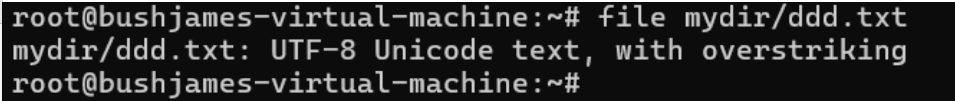 root@bushjames-virtual-machine:~# file mydir/ddd.txt
mydir/ddd.txt: UTF-8 Unicode text, with overstriking
root@bushjames-virtual-machine:~#